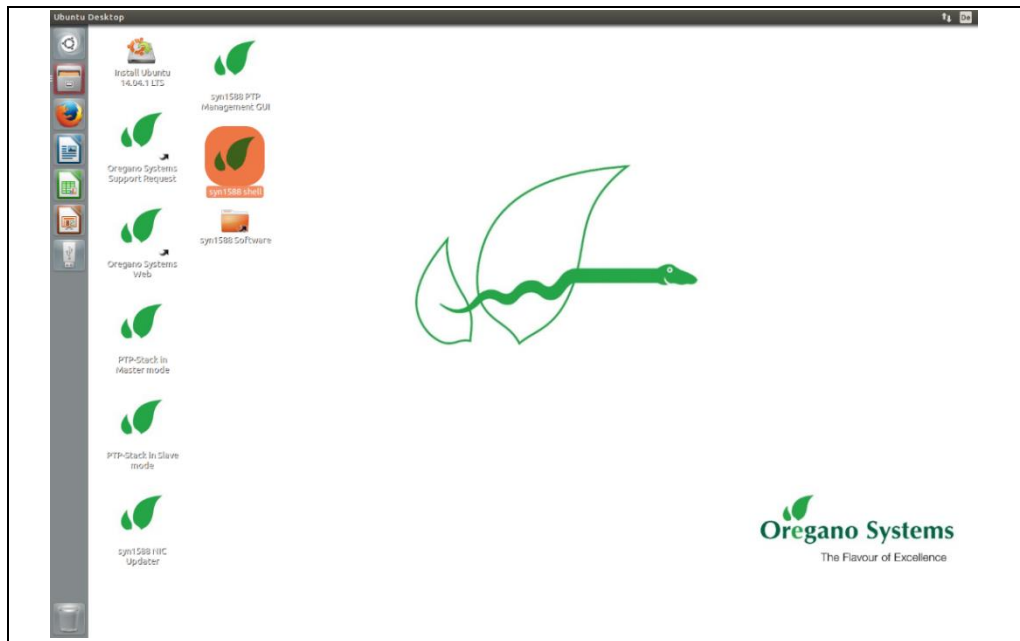 Ubuntu Desktop
De
Install Ubuntu
14.04.1 LTS
syn1588 PTP
Management GUI
Oregano Systems
Support Request
syn1588 shell
Oregano Systems
Web
syn1588 Software
PTP-Stack in
Master mode
PTP-Stack in Slave
mode
syn1588 NIC
Updater
Oregano Systems
The Flavour of Excellence